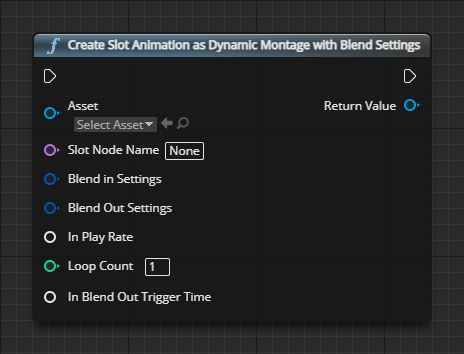 f Create Slot Animation as Dynamic Montage with Blend Settings
Asset
Return Value
Select Asset
Slot Node Name None
Blend in Settings
Blend Out Settings
In Play Rate
Loop Count 1
In Blend Out Trigger Time